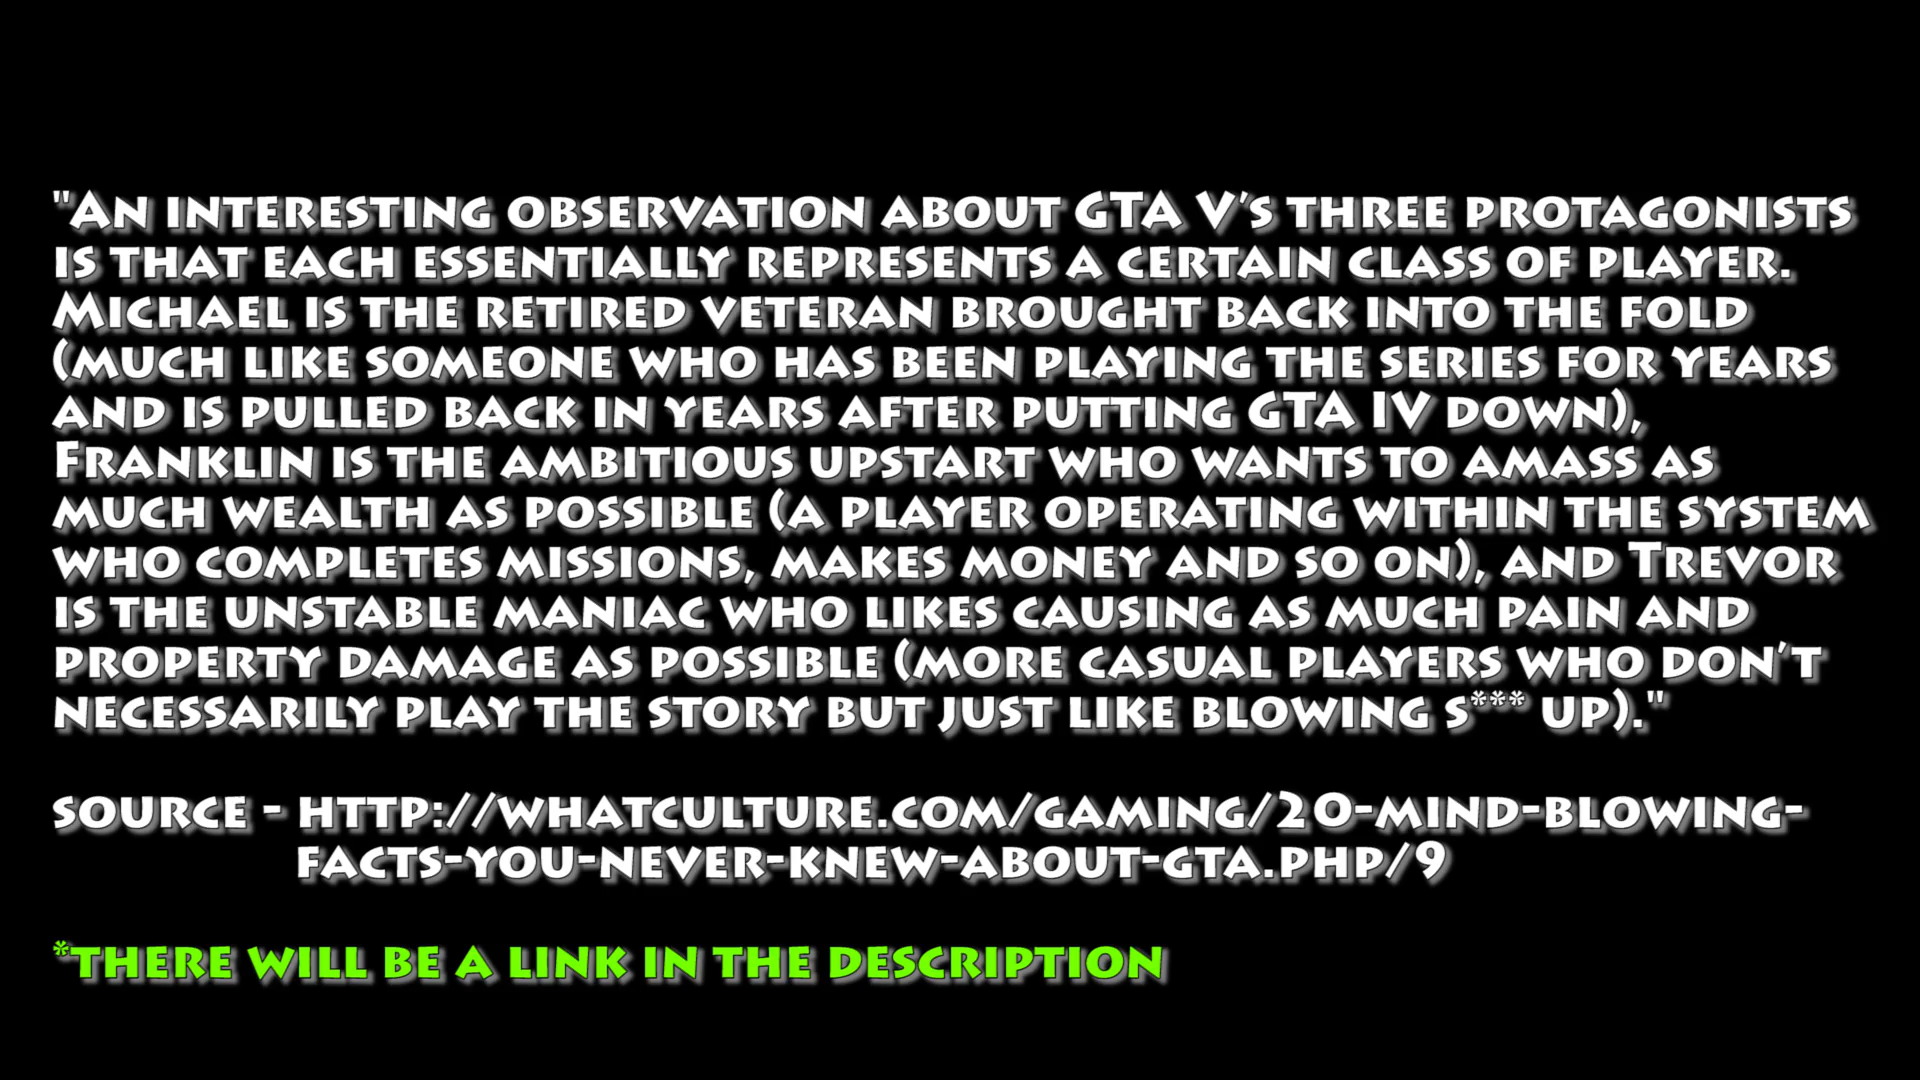 "An interesting observation about GTA V's three protagonists
is that each essentially represents a certain class of player.
Michael is the retired veteran brought back into the fold
(much like someone who has been playing the series for years
and is pulled back in years after putting GTA IV down),
Franklin is the ambitious upstart who wants to amass as
much wealth as possible (a player operating within the system
who completes missions, makes money and so on), and Trevor
is the unstable maniac who likes causing as much pain and
property damage as possible (more casual players who don't
necessarily play the story but just like blowing s*** up)."
source - http://whatculture.com/gaming/20-mind-blowing-
facts-you-never-knew-about-gta.php/9
*there will be a link in the description